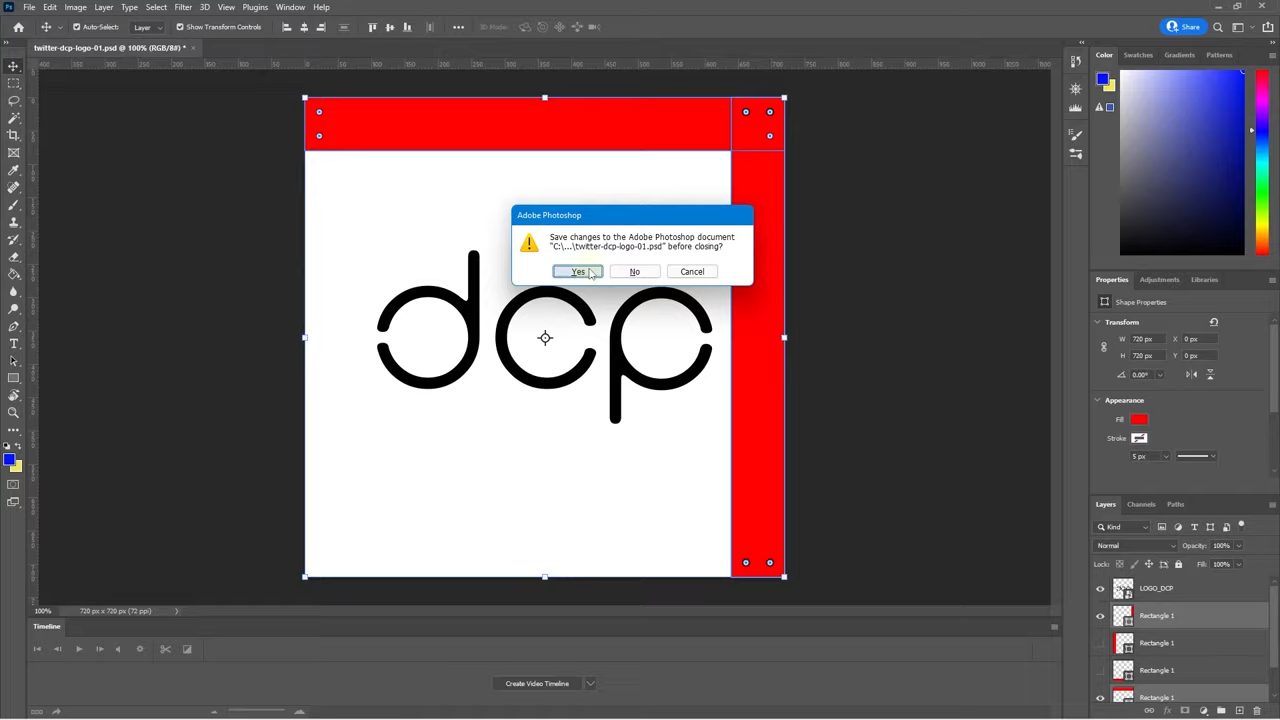 Ps File Edit Image Layer Type Select Filter 3D View Plugins Window Help
Auto-Select: Layer Show Transform Controls 3D Mode: Share
twitter-dcp-logo-01.psd @ 100% (RGB/8#) *
Color Swatches Gradients Patterns
Adobe Photoshop
Save changes to the Adobe Photoshop document
"C:\...\twitter-dcp-logo-01.psd" before closing?
Yes No Cancel
dcp
Properties Adjustments Libraries
Shape Properties
Transform
W 720 px X 0 px
H 720 px Y 0 px
0.00°
Appearance
Fill
Stroke
5 px
Layers Channels Paths
Kind
Normal Opacity: 100%
Lock: Fill: 100%
LOGO_DCP
Rectangle 1
Rectangle 1
Rectangle 1
Rectangle 1
100% 720 px x 720 px (72 ppi)
Timeline
Create Video Timeline